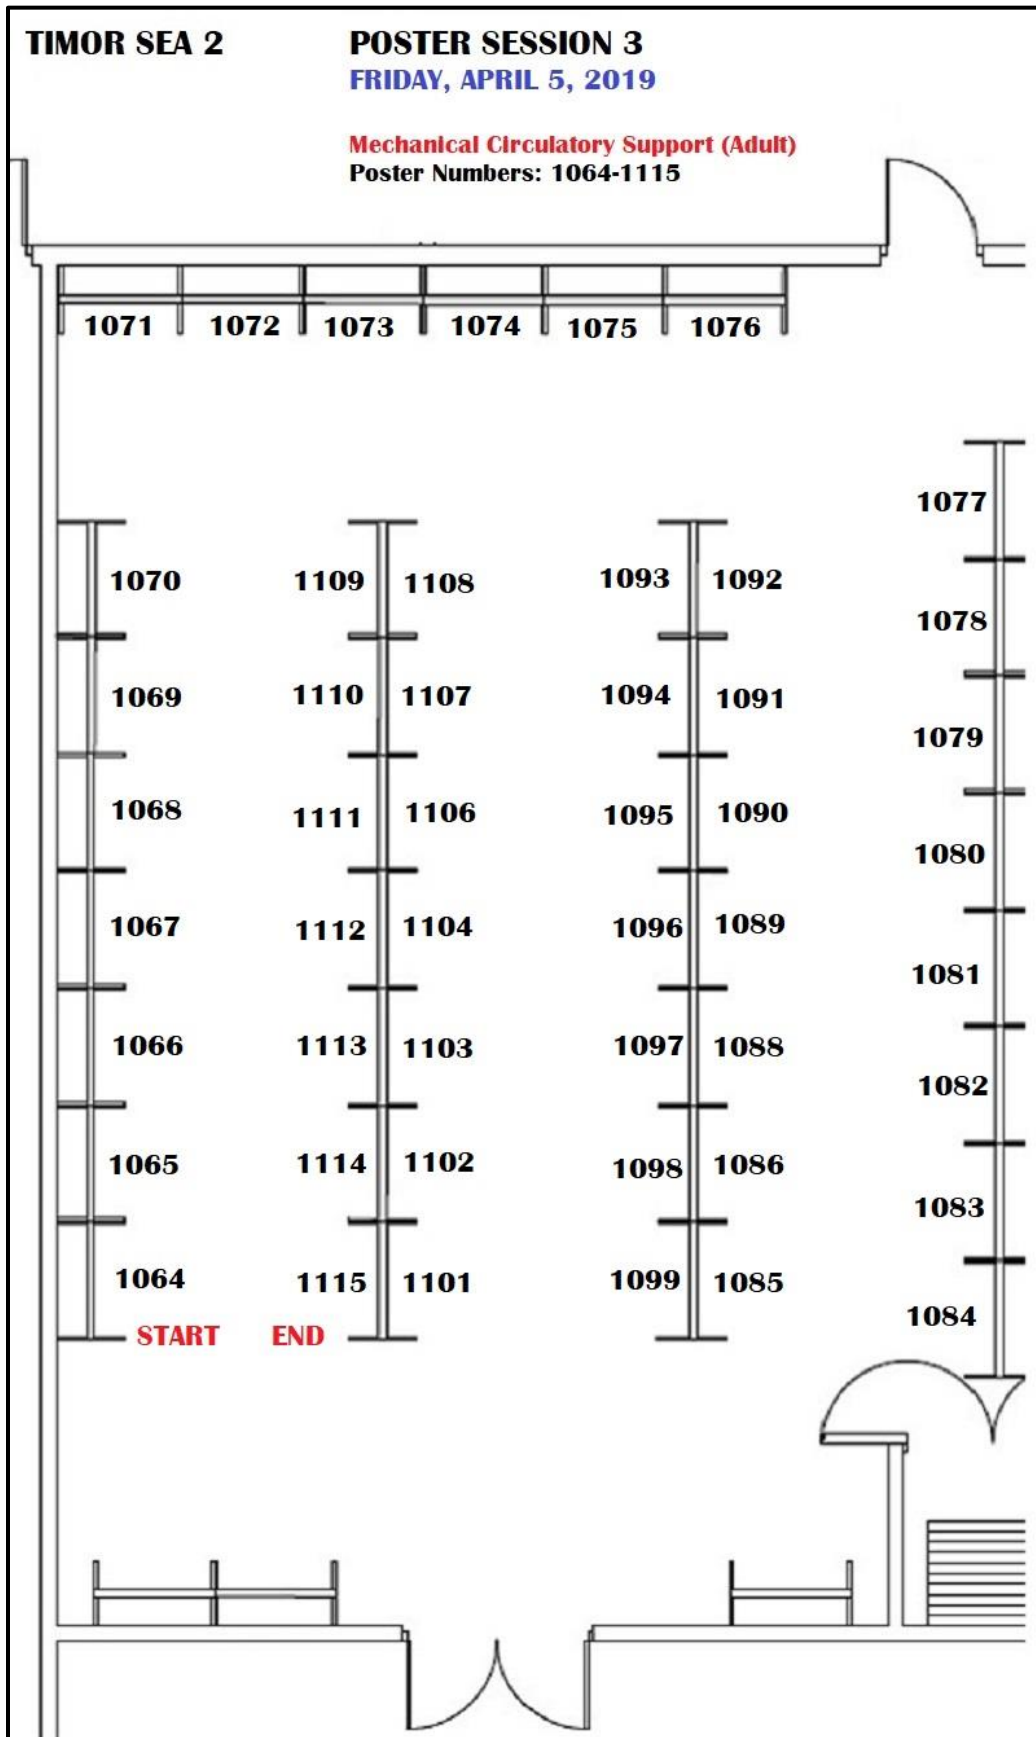 TIMOR SEA 2
POSTER SESSION 3
FRIDAY, APRIL 5, 2019
Mechanical Circulatory Support (Adult)
Poster Numbers: 1064-1115
1071 1072 1073 1074 1075 1076
1077
1070 1109 1108 1093 1092
1078
1069 1110 1107 1094 1091
1079
1068 1111 1106 1095 1090
1080
1067 1112 1104 1096 1089
1081
1066 1113 1103 1097 1088
1082
1065 1114 1102 1098 1086
1083
1064 1115 1101 1099 1085
1084
START END